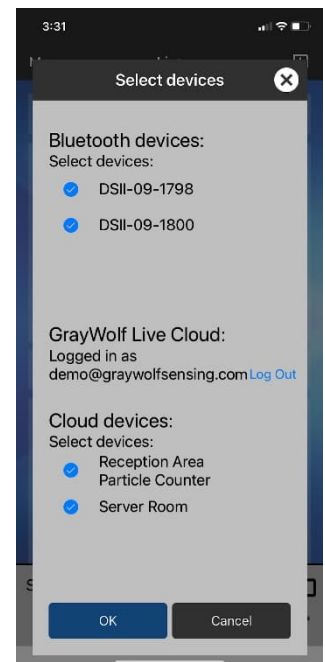 3:31
Select devices
Bluetooth devices:
Select devices:
DSII-09-1798
DSII-09-1800
GrayWolf Live Cloud:
Logged in as
demo@graywolfsensing.com Log Out
Cloud devices:
Select devices:
Reception Area
Particle Counter
Server Room
OK Cancel